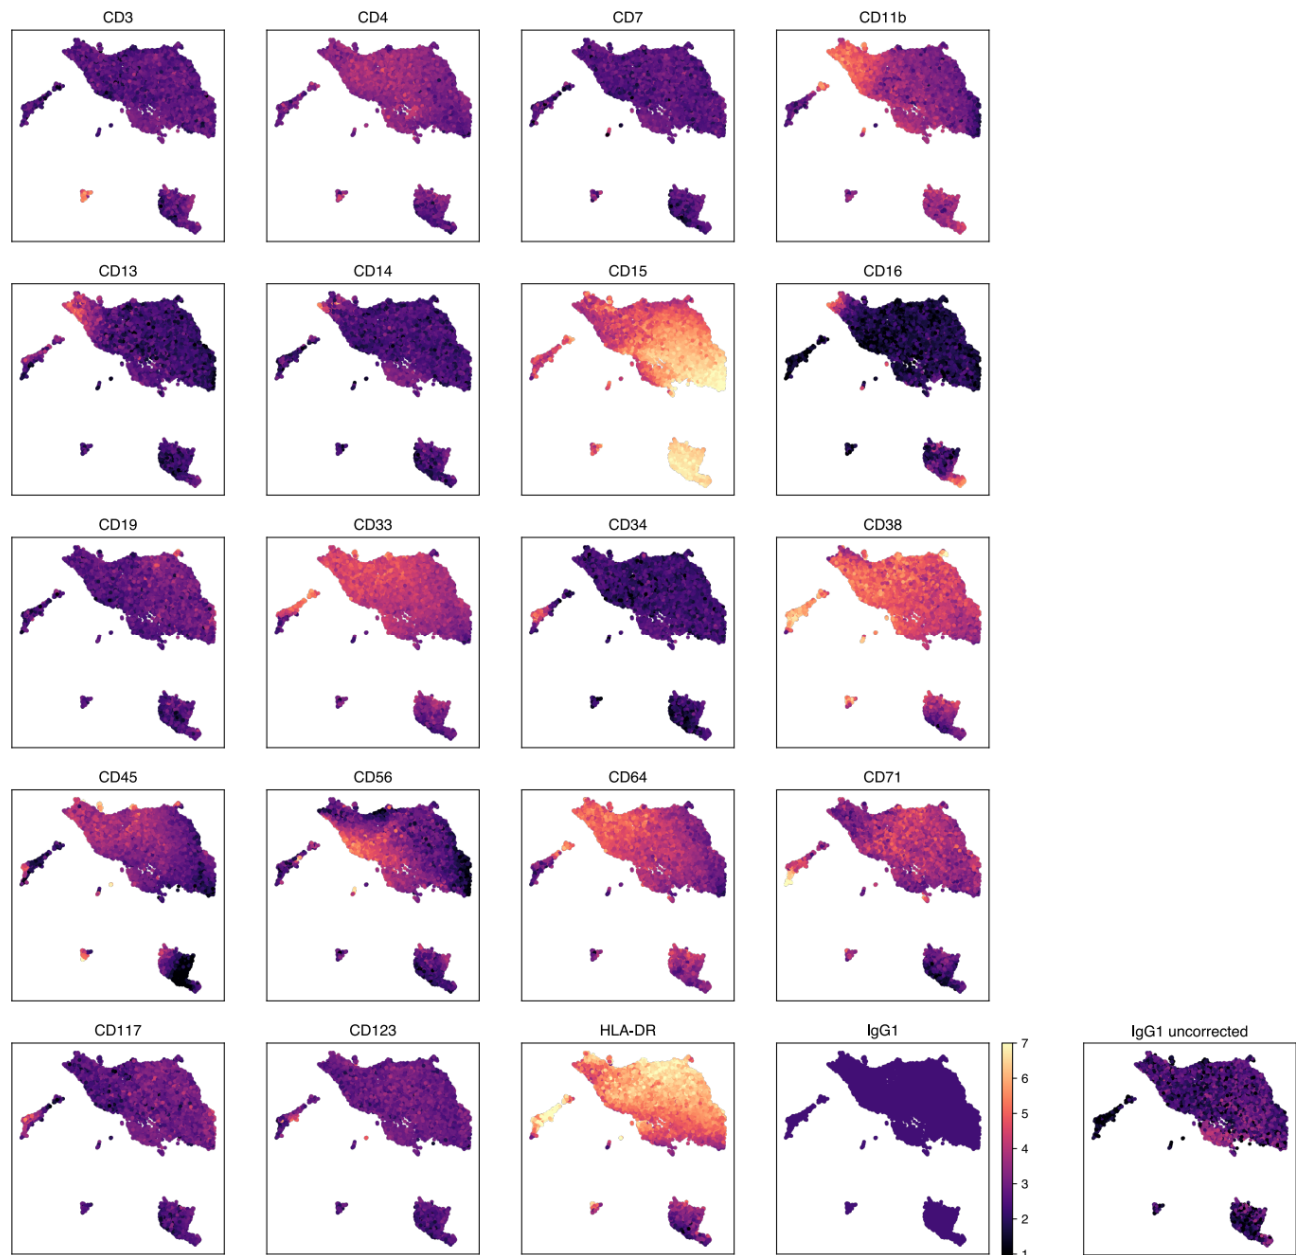 CD3 CD4 CD7 CD11b
CD13 CD14 CD15 CD16
CD19 CD33 CD34 CD38
CD45 CD56 CD64 CD71
CD117 CD123 HLA-DR IgG1 IgG1 uncorrected
7
6
5
4
3
2
1